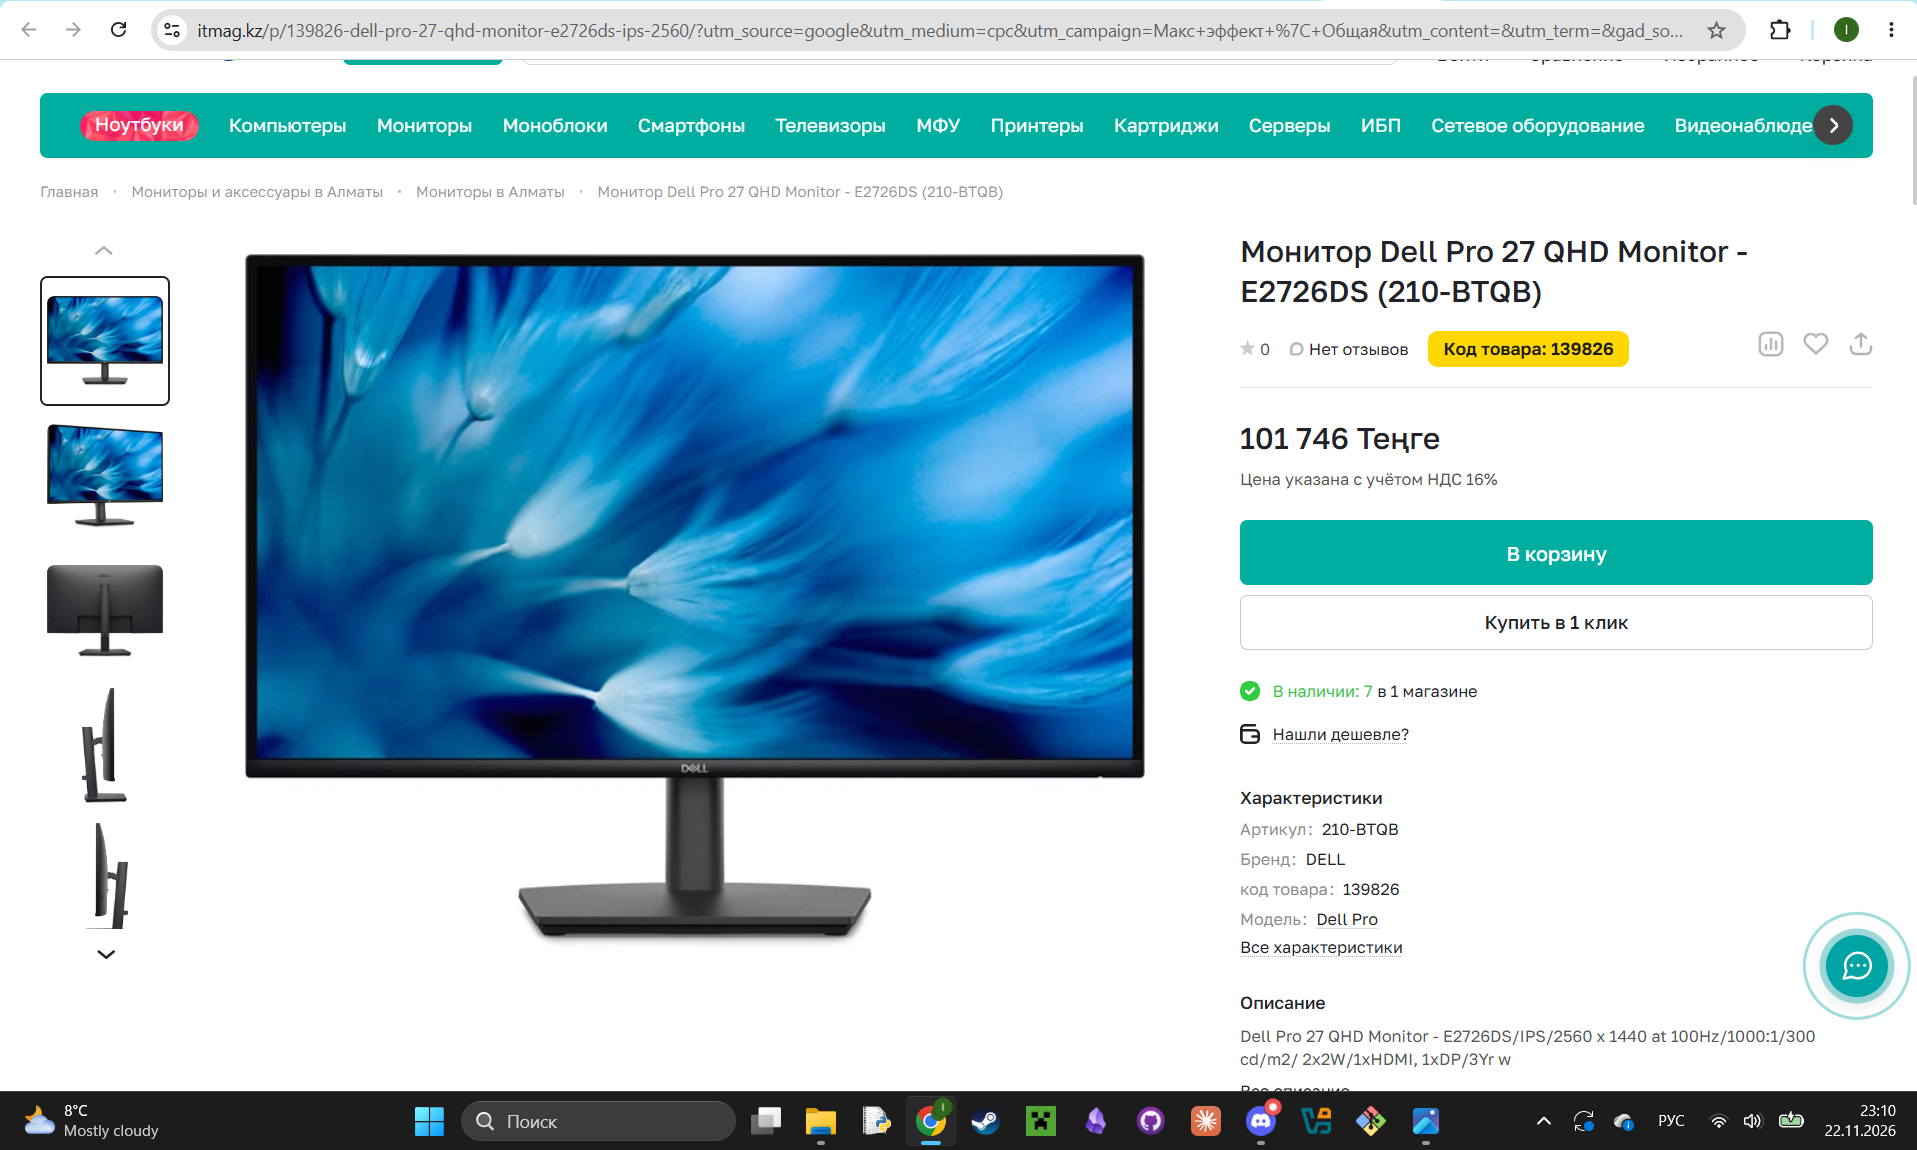 itmag.kz/p/139826-dell-pro-27-qhd-monitor-e2726ds-ips-2560/?utm_source=google&utm_medium=cpc&utm_campaign=Макс+эффект+%7C+Общая&utm_content=&utm_term=&gad_so...
I
Ноутбуки Компьютеры Мониторы Моноблоки Смартфоны Телевизоры МФУ Принтеры Картриджи Серверы ИБП Сетевое оборудование Видеонаблюде
Главная · Мониторы и аксессуары в Алматы · Мониторы в Алматы · Монитор Dell Pro 27 QHD Monitor - E2726DS (210-BTQB)
Монитор Dell Pro 27 QHD Monitor -
E2726DS (210-BTQB)
0 Нет отзывов Код товара: 139826
101 746 Теңге
Цена указана с учётом НДС 16%
В корзину
Купить в 1 клик
В наличии: 7 в 1 магазине
Нашли дешевле?
DELL
Характеристики
Артикул: 210-BTQB
Бренд: DELL
код товара: 139826
Модель: Dell Pro
Все характеристики
Описание
Dell Pro 27 QHD Monitor - E2726DS/IPS/2560 x 1440 at 100Hz/1000:1/300
cd/m2/ 2x2W/1xHDMI, 1xDP/3Yr w
Все описание
8°C
Mostly cloudy
Поиск
РУС
23:10
22.11.2026